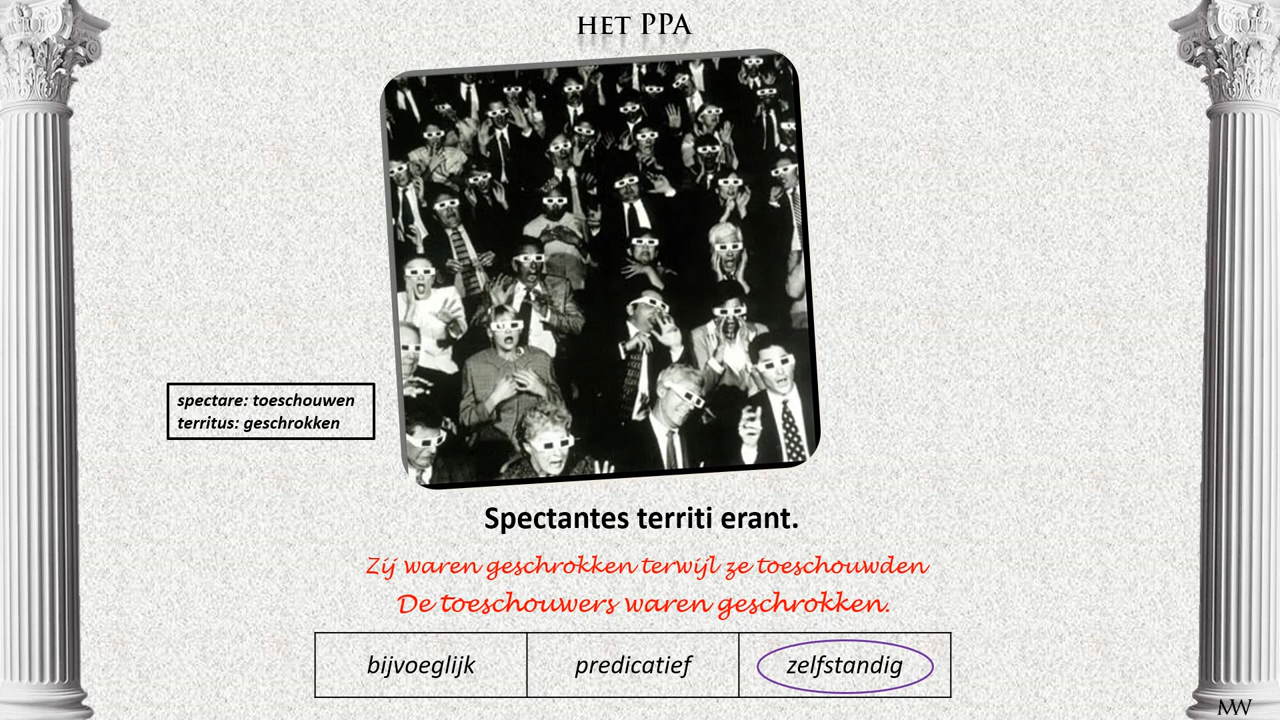 HET PPA
spectare: toeschouwen
territus: geschrokken
Spectantes territi erant.
Zij waren geschrokken terwijl ze toeschouwden
De toeschouwers waren geschrokken.
bijvoeglijk predicatief zelfstandig
MW